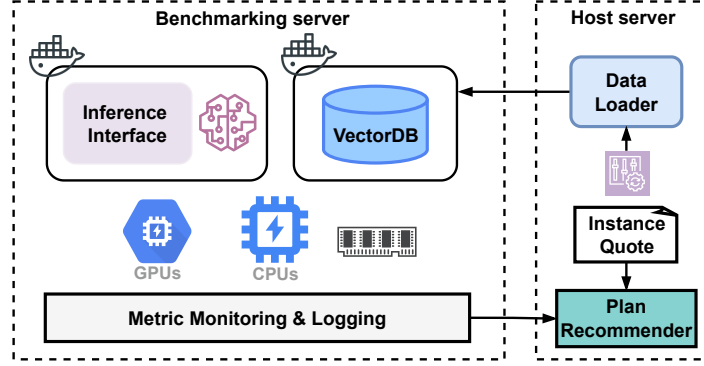 Benchmarking server
Host server
Inference
Interface
VectorDB
Data
Loader
GPUs
CPUs
Instance
Quote
Metric Monitoring & Logging
Plan
Recommender